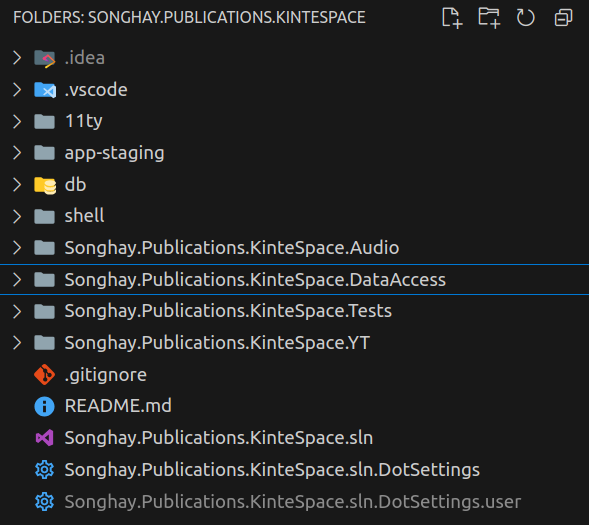 FOLDERS: SONGHAY.PUBLICATIONS.KINTESPACE
.idea
.vscode
11ty
app-staging
db
shell
Songhay.Publications.KinteSpace.Audio
Songhay.Publications.KinteSpace.DataAccess
Songhay.Publications.KinteSpace.Tests
Songhay.Publications.KinteSpace.YT
.gitignore
README.md
Songhay.Publications.KinteSpace.sln
Songhay.Publications.KinteSpace.sln.DotSettings
Songhay.Publications.KinteSpace.sln.DotSettings.user